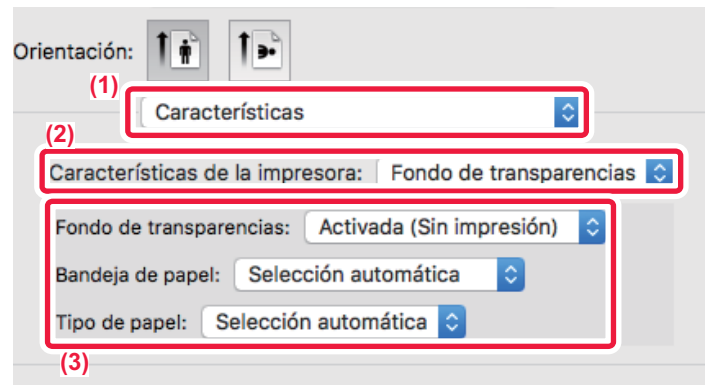 Orientación:
(1)
Características
(2)
Características de la impresora: Fondo de transparencias
Fondo de transparencias: Activada (Sin impresión)
Bandeja de papel: Selección automática
Tipo de papel: Selección automática
(3)